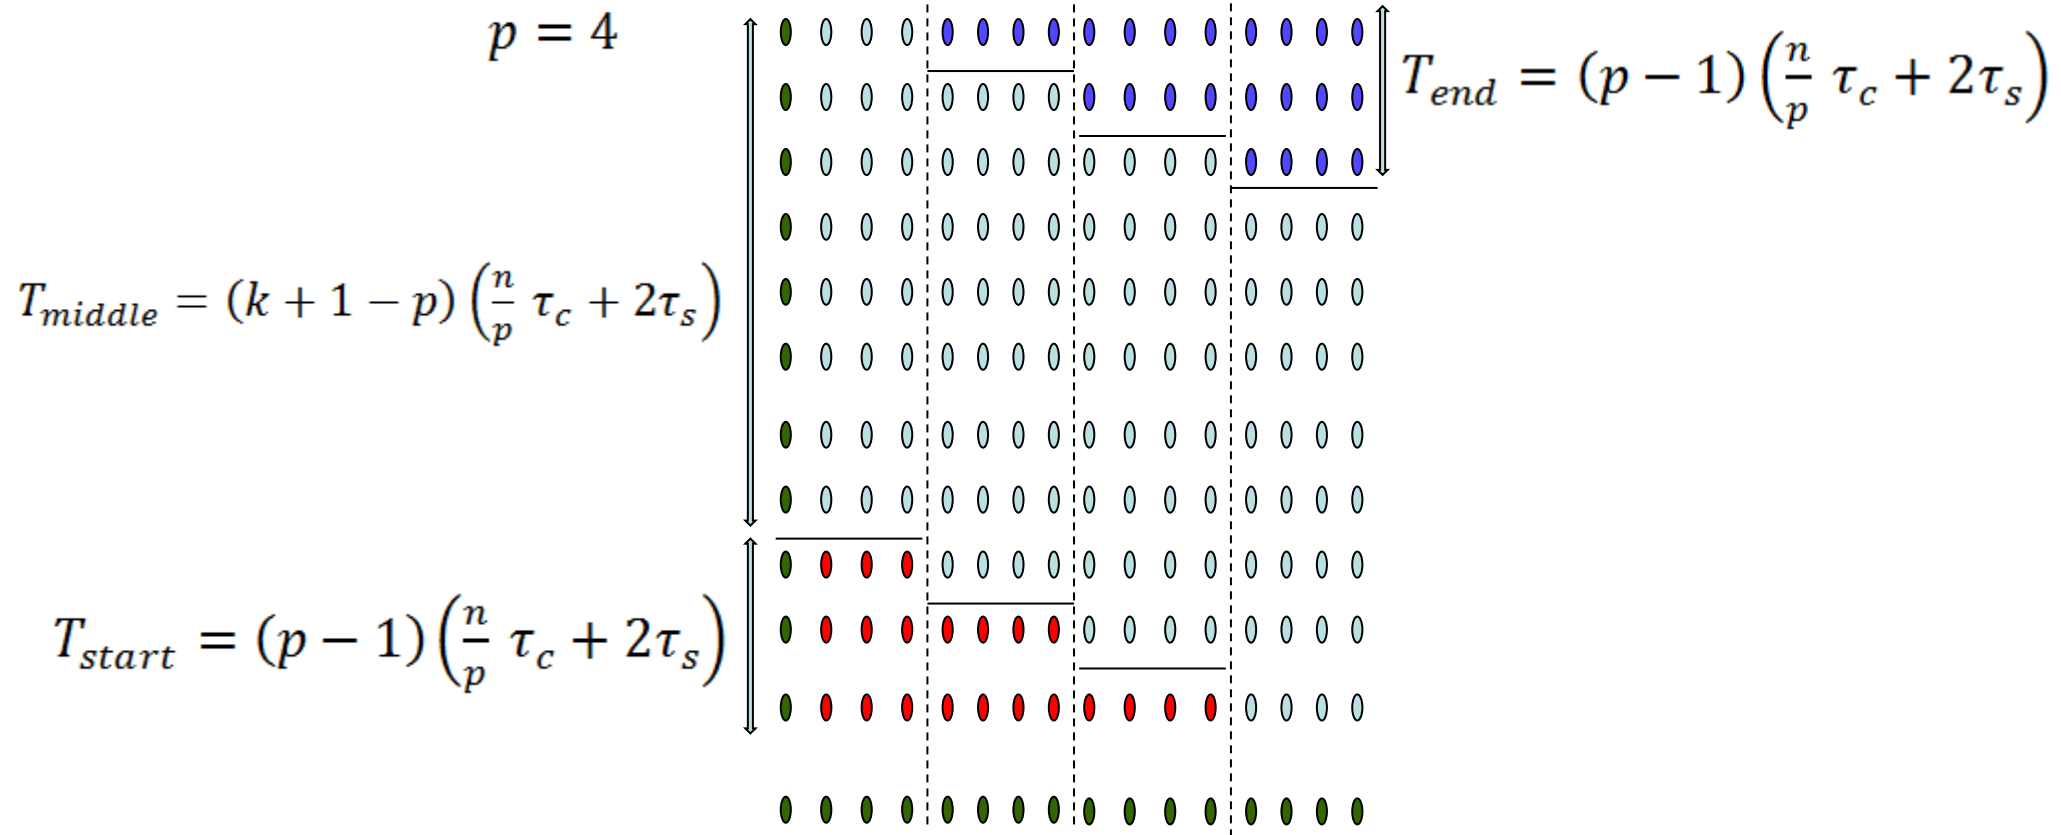 p = 4
T_end = (p − 1) (n/p τ_c + 2τ_s)
T_middle = (k + 1 − p) (n/p τ_c + 2τ_s)
T_start = (p − 1) (n/p τ_c + 2τ_s)